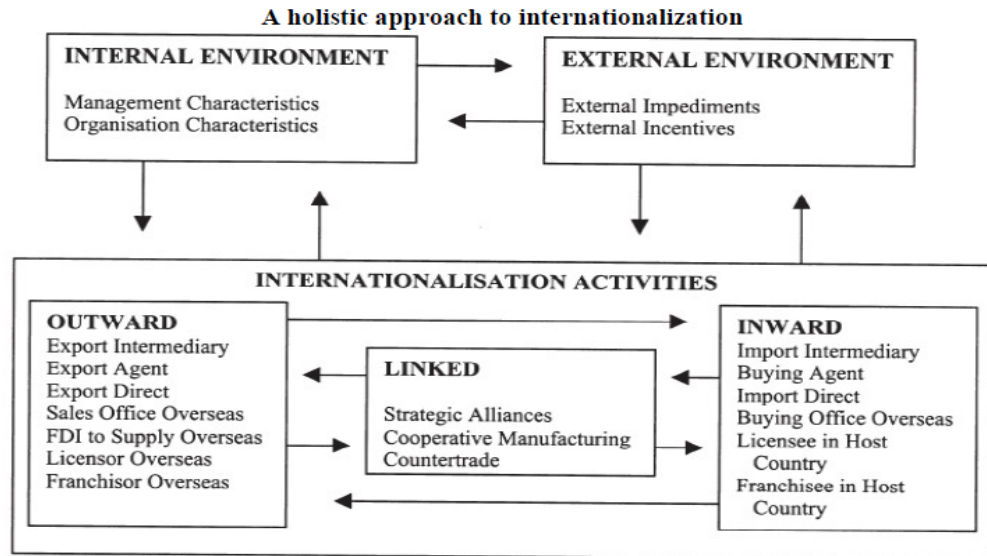 A holistic approach to internationalization
INTERNAL ENVIRONMENT
Management Characteristics
Organisation Characteristics
EXTERNAL ENVIRONMENT
External Impediments
External Incentives
INTERNATIONALISATION ACTIVITIES
OUTWARD
Export Intermediary
Export Agent
Export Direct
Sales Office Overseas
FDI to Supply Overseas
Licensor Overseas
Franchisor Overseas
LINKED
Strategic Alliances
Cooperative Manufacturing
Countertrade
INWARD
Import Intermediary
Buying Agent
Import Direct
Buying Office Overseas
Licensee in Host
Country
Franchisee in Host
Country